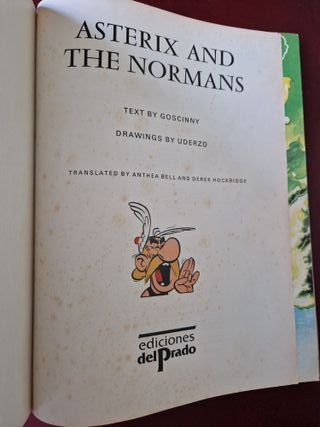 ASTERIX AND
THE NORMANS
TEXT BY GOSCINNY
DRAWINGS BY UDERZO
TRANSLATED BY ANTHEA BELL AND DEREK HOCKRIDGE
ediciones
del Prado